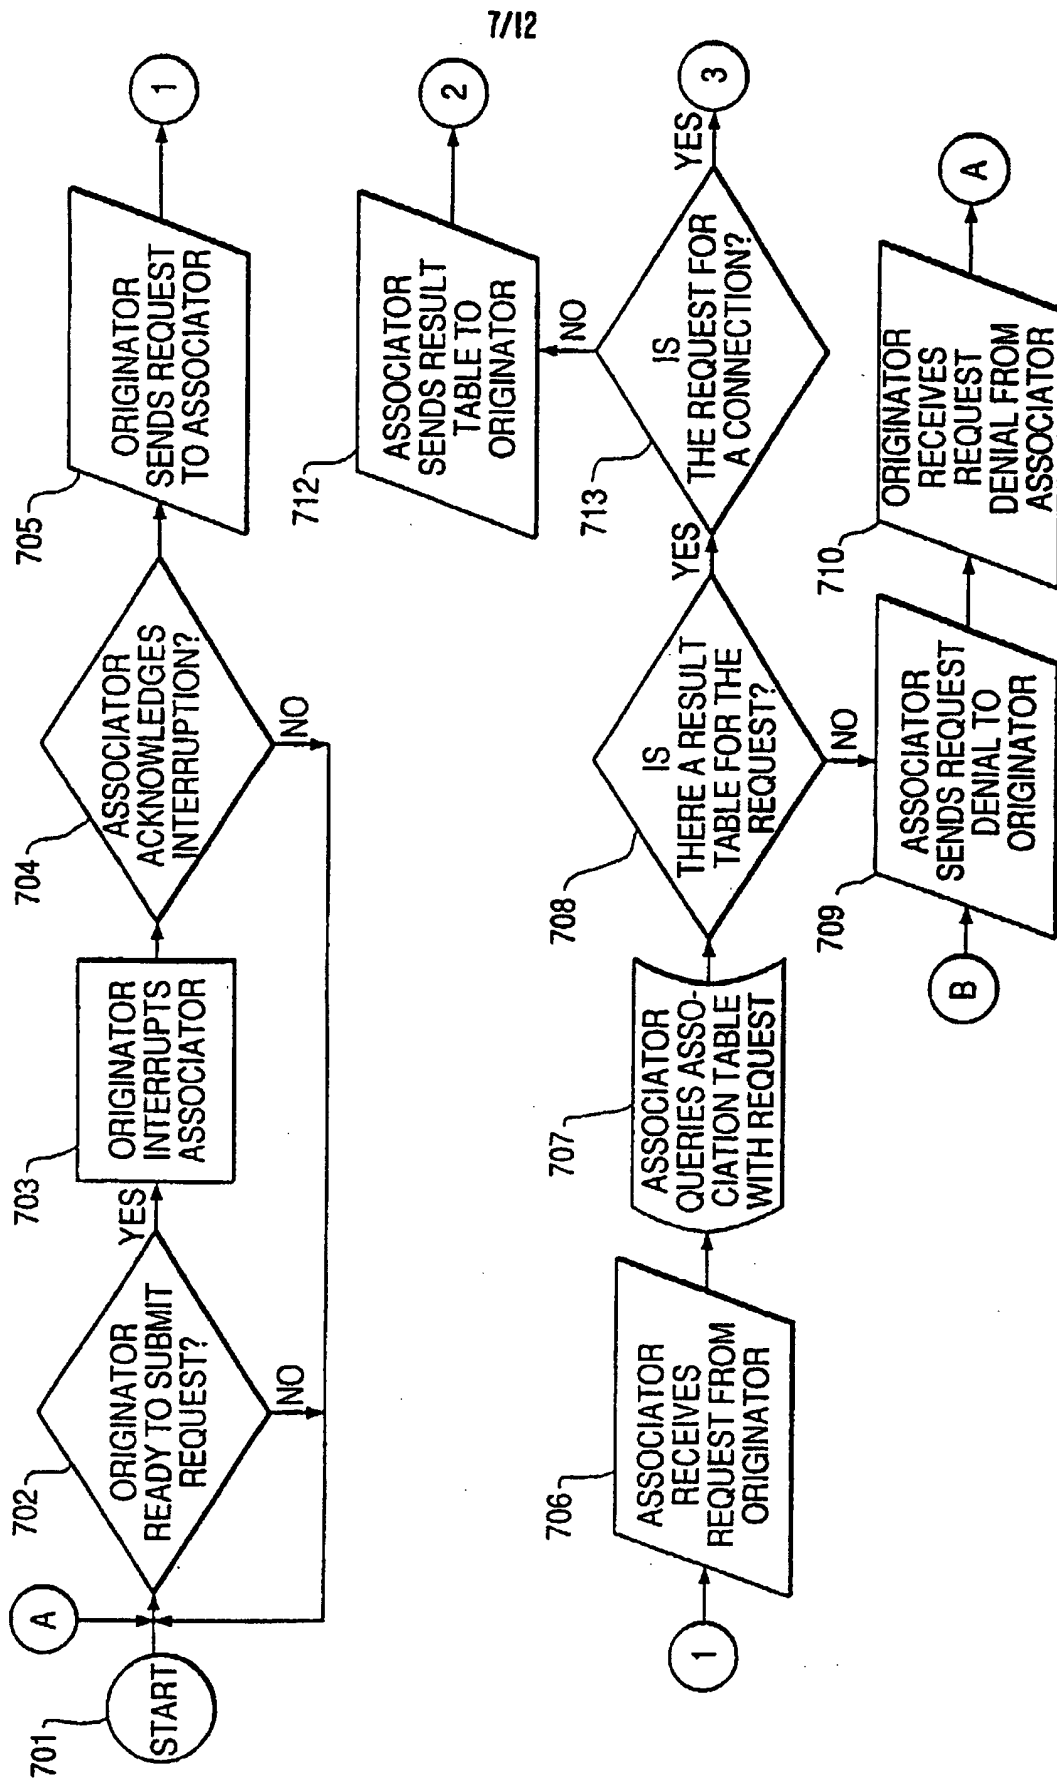 7/12
701
START
A
702
ORIGINATOR
READY TO SUBMIT
REQUEST?
YES
NO
703
ORIGINATOR
INTERRUPTS
ASSOCIATOR
704
ASSOCIATOR
ACKNOWLEDGES
INTERRUPTION?
NO
705
ORIGINATOR
SENDS REQUEST
TO ASSOCIATOR
1
1
706
ASSOCIATOR
RECEIVES
REQUEST FROM
ORIGINATOR
707
ASSOCIATOR
QUERIES ASSO-
CIATION TABLE
WITH REQUEST
708
IS
THERE A RESULT
TABLE FOR THE
REQUEST?
YES
NO
713
IS
THE REQUEST FOR
A CONNECTION?
YES
3
NO
712
ASSOCIATOR
SENDS RESULT
TABLE TO
ORIGINATOR
2
B
709
ASSOCIATOR
SENDS REQUEST
DENIAL TO
ORIGINATOR
710
ORIGINATOR
RECEIVES
REQUEST
DENIAL FROM
ASSOCIATOR
A